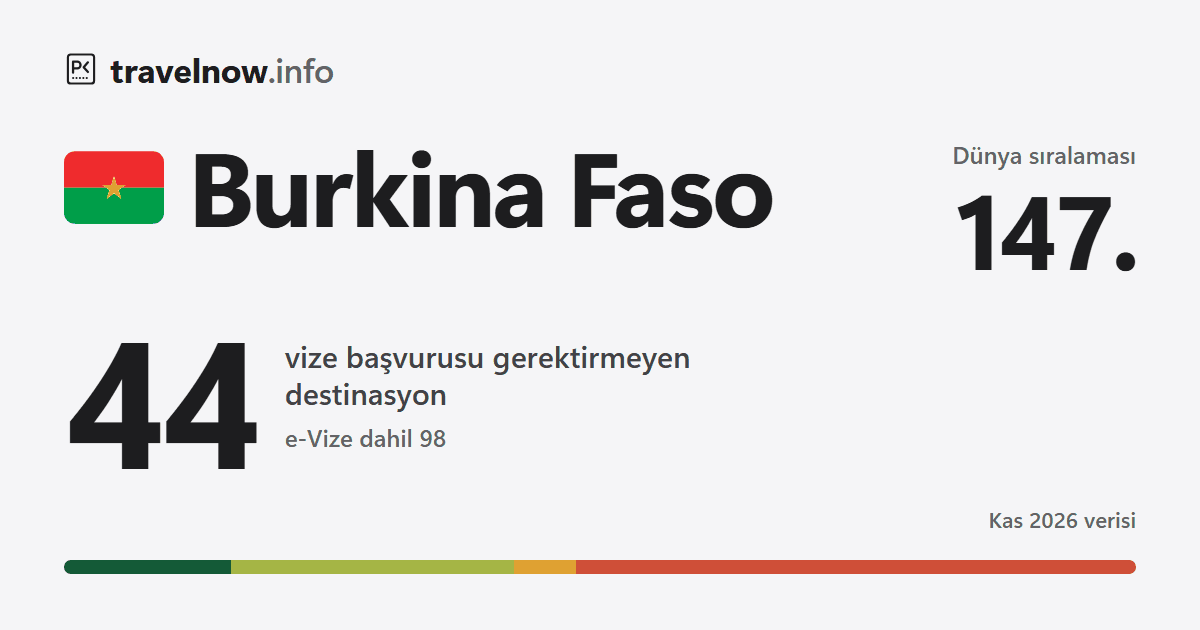 travelnow.info
Burkina Faso
Dünya sıralaması
147.
44
vize başvurusu gerektirmeyen
destinasyon
e-Vize dahil 98
Kas 2026 verisi